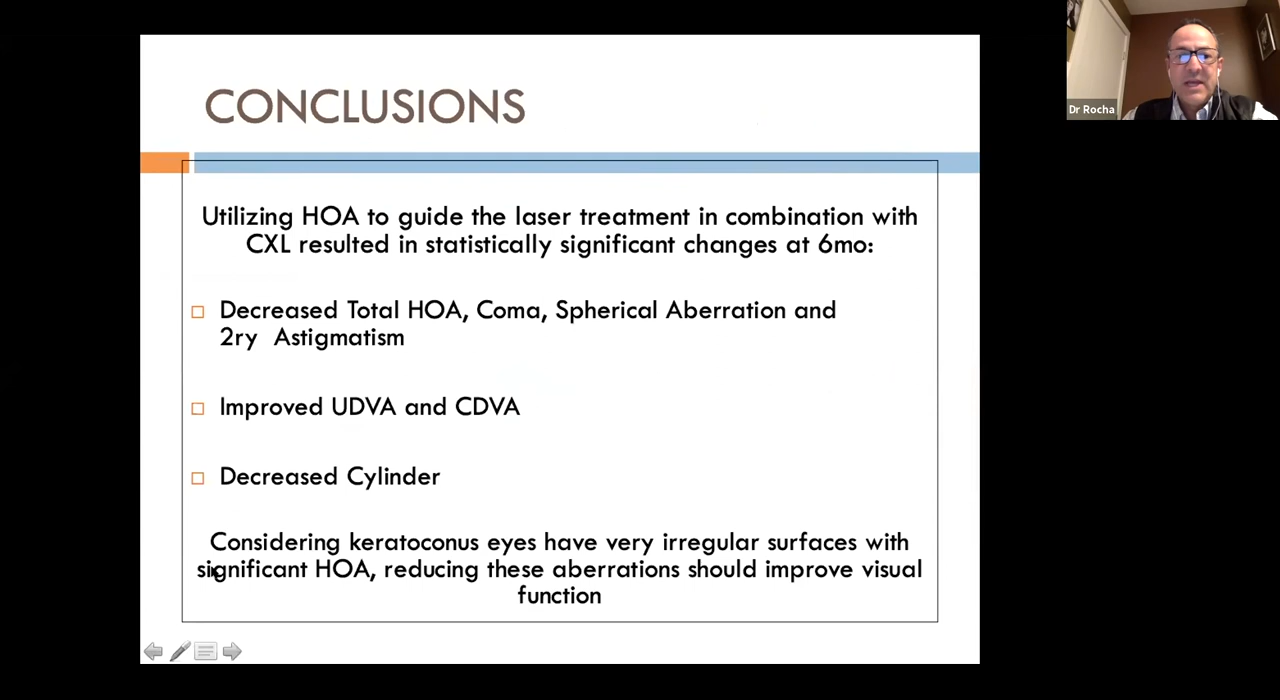 CONCLUSIONS
Utilizing HOA to guide the laser treatment in combination with
CXL resulted in statistically significant changes at 6mo:
Decreased Total HOA, Coma, Spherical Aberration and
2ry Astigmatism
Improved UDVA and CDVA
Decreased Cylinder
Considering keratoconus eyes have very irregular surfaces with
significant HOA, reducing these aberrations should improve visual
function
Dr Rocha